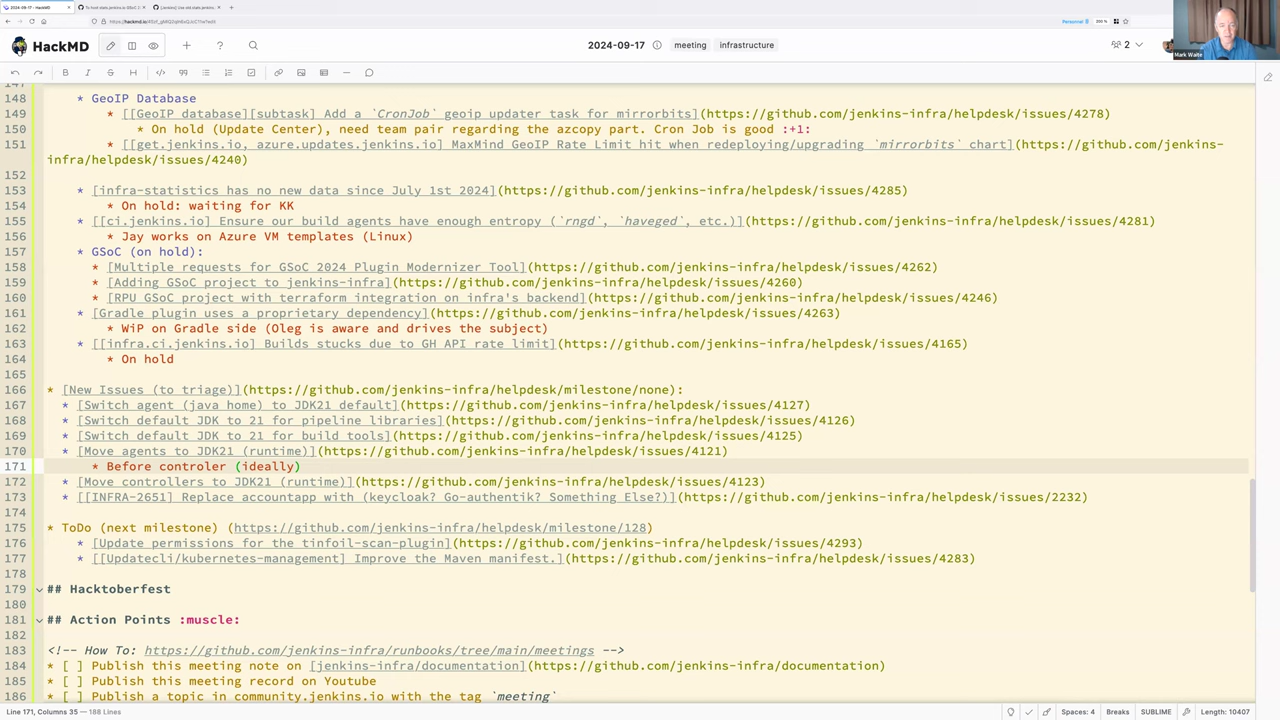 2024-09-17 - HackMD
https://hackmd.io/
Personal
300 %
HackMD
2024-09-17
meeting
infrastructure
2
Mark Waite
147
148 * GeoIP Database
149 * [[GeoIP database][subtask] Add a `CronJob` geoip updater task for mirrorbits](https://github.com/jenkins-infra/helpdesk/issues/4278)
150 * On hold (Update Center), need team pair regarding the azcopy part. Cron Job is good :+1:
151 * [[get.jenkins.io, azure.updates.jenkins.io] MaxMind GeoIP Rate Limit hit when redeploying/upgrading `mirrorbits` chart](https://github.com/jenkins-
infra/helpdesk/issues/4240)
152
153 * [infra-statistics has no new data since July 1st 2024](https://github.com/jenkins-infra/helpdesk/issues/4285)
154 * On hold: waiting for KK
155 * [[ci.jenkins.io] Ensure our build agents have enough entropy (`rngd`, `haveged`, etc.)](https://github.com/jenkins-infra/helpdesk/issues/4281)
156 * Jay works on Azure VM templates (Linux)
157 * GSoC (on hold):
158 * [Multiple requests for GSoC 2024 Plugin Modernizer Tool](https://github.com/jenkins-infra/helpdesk/issues/4262)
159 * [Adding GSoC project to jenkins-infra](https://github.com/jenkins-infra/helpdesk/issues/4260)
160 * [RPU GSoC project with terraform integration on infra's backend](https://github.com/jenkins-infra/helpdesk/issues/4246)
161 * [Gradle plugin uses a proprietary dependency](https://github.com/jenkins-infra/helpdesk/issues/4263)
162 * WiP on Gradle side (Oleg is aware and drives the subject)
163 * [[infra.ci.jenkins.io] Builds stucks due to GH API rate limit](https://github.com/jenkins-infra/helpdesk/issues/4165)
164 * On hold
165
166 * [New Issues (to triage)](https://github.com/jenkins-infra/helpdesk/milestone/none):
167 * [Switch agent (java home) to JDK21 default](https://github.com/jenkins-infra/helpdesk/issues/4127)
168 * [Switch default JDK to 21 for pipeline libraries](https://github.com/jenkins-infra/helpdesk/issues/4126)
169 * [Switch default JDK to 21 for build tools](https://github.com/jenkins-infra/helpdesk/issues/4125)
170 * [Move agents to JDK21 (runtime)](https://github.com/jenkins-infra/helpdesk/issues/4121)
171 * Before controler (ideally)
172 * [Move controllers to JDK21 (runtime)](https://github.com/jenkins-infra/helpdesk/issues/4123)
173 * [[INFRA-2651] Replace accountapp with (keycloak? Go-authentik? Something Else?)](https://github.com/jenkins-infra/helpdesk/issues/2232)
174
175 * ToDo (next milestone) (https://github.com/jenkins-infra/helpdesk/milestone/128)
176 * [Update permissions for the tinfoil-scan-plugin](https://github.com/jenkins-infra/helpdesk/issues/4293)
177 * [[Updatecli/kubernetes-management] Improve the Maven manifest.](https://github.com/jenkins-infra/helpdesk/issues/4283)
178
179 ## Hacktoberfest
180
181 ## Action Points :muscle:
182
183 <!-- How To: https://github.com/jenkins-infra/runbooks/tree/main/meetings -->
184 * [ ] Publish this meeting note on [jenkins-infra/documentation](https://github.com/jenkins-infra/documentation)
185 * [ ] Publish this meeting record on Youtube
186 * [ ] Publish a topic in community.jenkins.io with the tag `meeting`
Line 171, Columns 35 — 188 Lines
Spaces: 4
Breaks
SUBLIME
Length: 10407